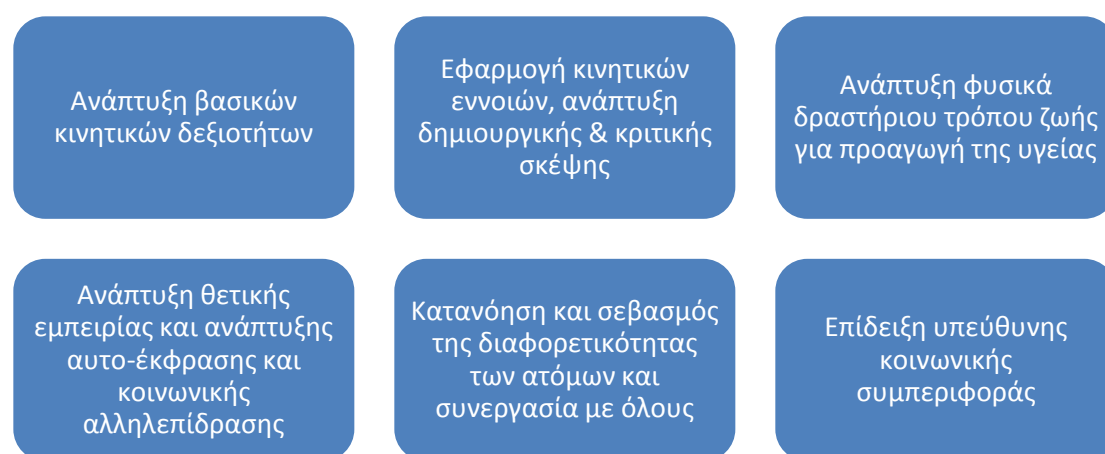 Ανάπτυξη βασικών
κινητικών δεξιοτήτων
Εφαρμογή κινητικών
εννοιών, ανάπτυξη
δημιουργικής & κριτικής
σκέψης
Ανάπτυξη φυσικά
δραστήριου τρόπου ζωής
για προαγωγή της υγείας
Ανάπτυξη θετικής
εμπειρίας και ανάπτυξης
αυτο-έκφρασης και
κοινωνικής
αλληλεπίδρασης
Κατανόηση και σεβασμός
της διαφορετικότητας
των ατόμων και
συνεργασία με όλους
Επίδειξη υπεύθυνης
κοινωνικής
συμπεριφοράς